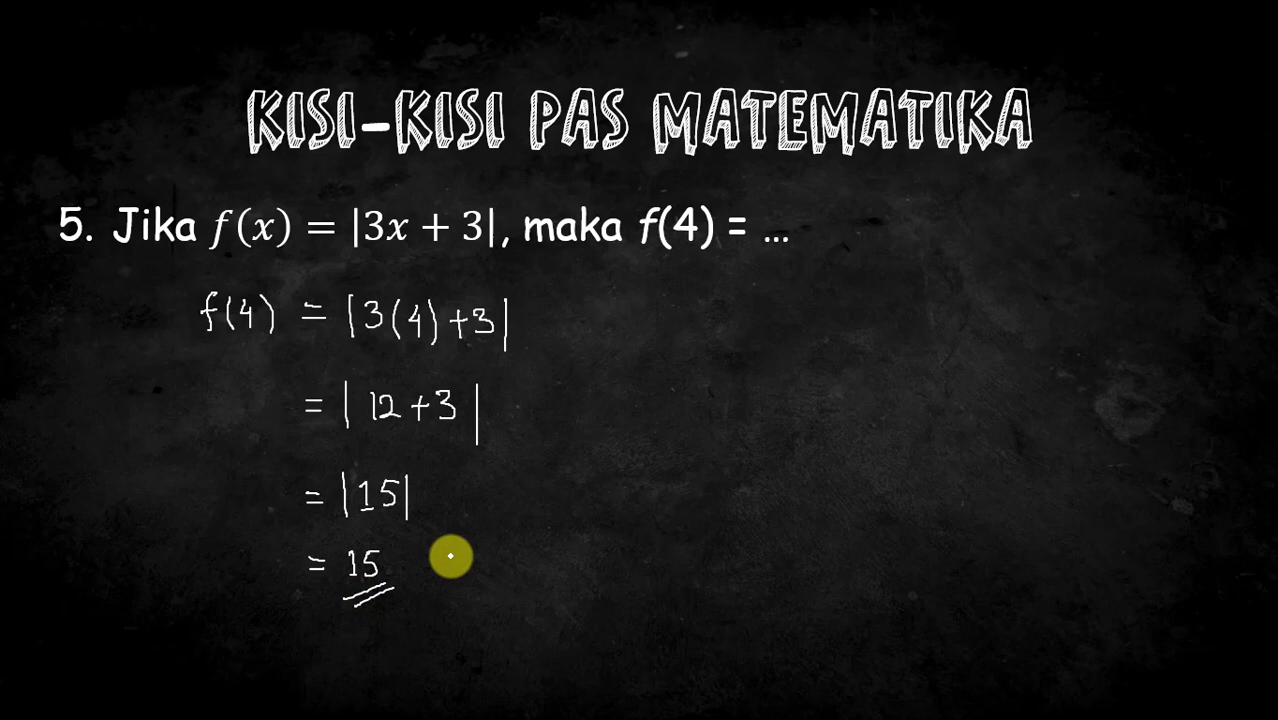 KISI-KISI PAS MATEMATIKA
5. Jika f(x) = |3x + 3|, maka f(4) = ...
f(4) = |3(4)+3|
= | 12+3 |
= |15|
= 15